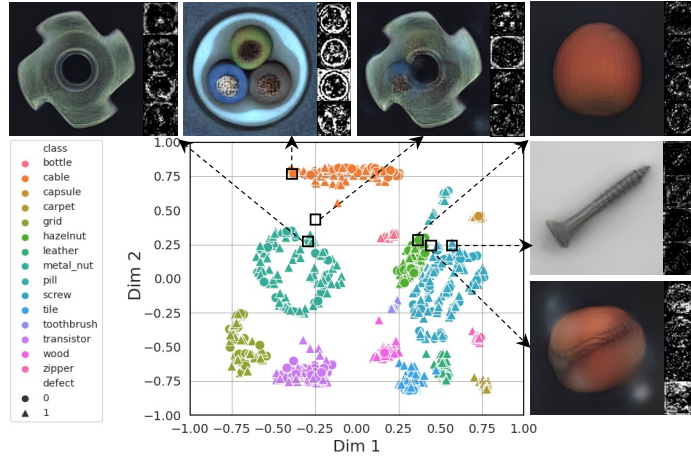 class
bottle
cable
capsule
carpet
grid
hazelnut
leather
metal_nut
pill
screw
tile
toothbrush
transistor
wood
zipper
defect
0
1
1.00
0.75
0.50
0.25
0.00
−0.25
−0.50
−0.75
−1.00
Dim 2
−1.00 −0.75 −0.50 −0.25 0.00 0.25 0.50 0.75 1.00
Dim 1